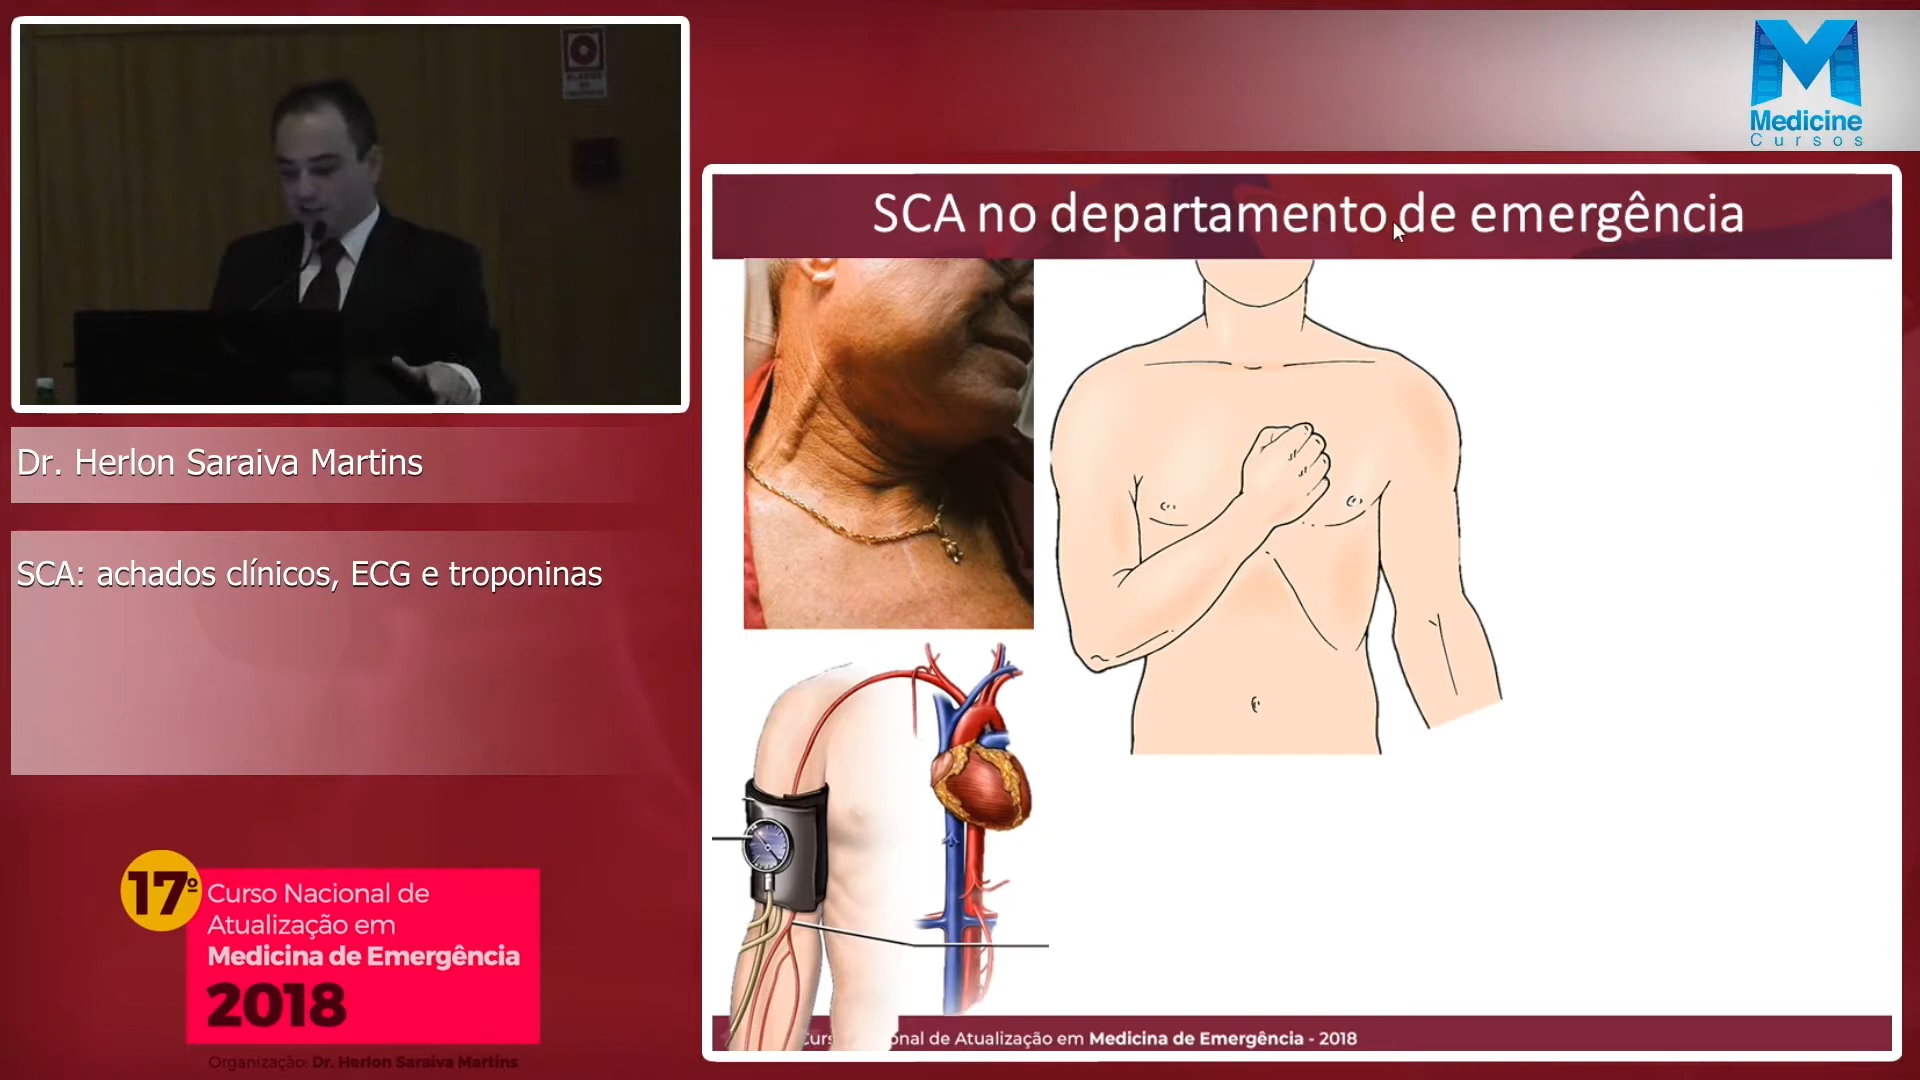 Medicine
Cursos
SCA no departamento de emergência
Dr. Herlon Saraiva Martins
SCA: achados clínicos, ECG e troponinas
17º
Curso Nacional de
Atualização em
Medicina de Emergência
2018
Organização: Dr. Herlon Saraiva Martins
nal de Atualização em Medicina de Emergência - 2018